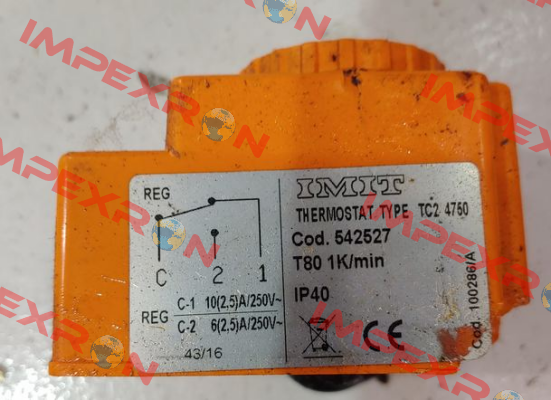 IMPEXRON
IMPEXRON
IMPEXRON
IMPEXRON
IMPEXRON
REG
C 2 1
REG
C-1 10(2,5)A/250V~
C-2 6(2,5)A/250V~
43/16
IMIT
THERMOSTAT TYPE TC2 4750
Cod. 542527
T80 1K/min
IP40
CE
Cod. 100286/A